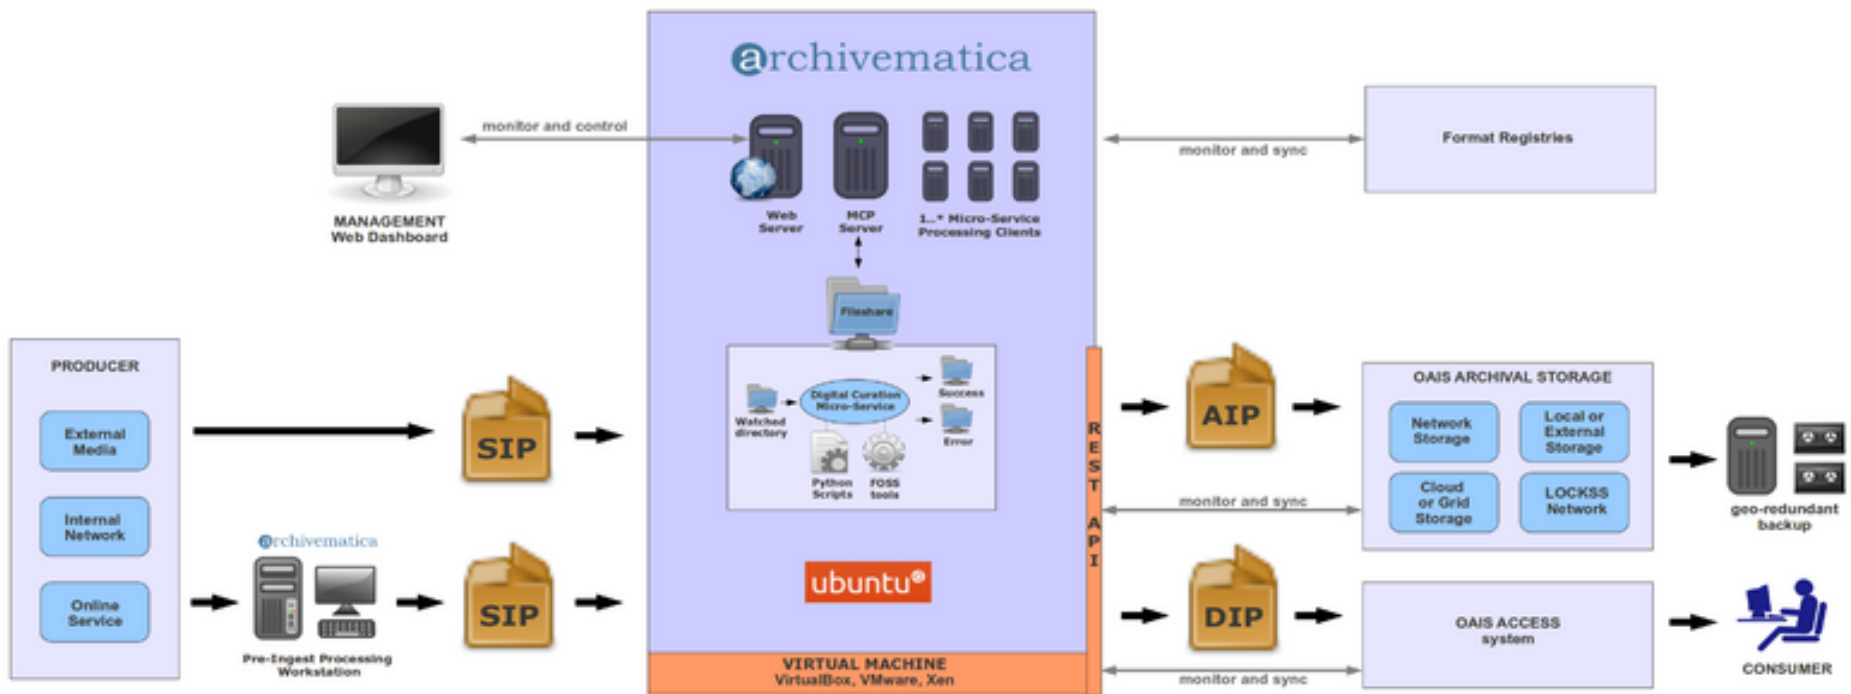 archivematica
monitor and control
MANAGEMENT
Web Dashboard
Web
Server
MCP
Server
1..* Micro-Service
Processing Clients
monitor and sync
Format Registries
Fileshare
Watched
directory
Digital Curation
Micro-Service
Success
Error
Python
Scripts
FOSS
tools
PRODUCER
External
Media
Internal
Network
Online
Service
SIP
archivematica
Pre-Ingest Processing
Workstation
SIP
ubuntu
VIRTUAL MACHINE
VirtualBox, VMware, Xen
REST API
AIP
OAIS ARCHIVAL STORAGE
Network
Storage
Local or
External
Storage
Cloud
or Grid
Storage
LOCKSS
Network
monitor and sync
geo-redundant
backup
DIP
OAIS ACCESS
system
monitor and sync
CONSUMER